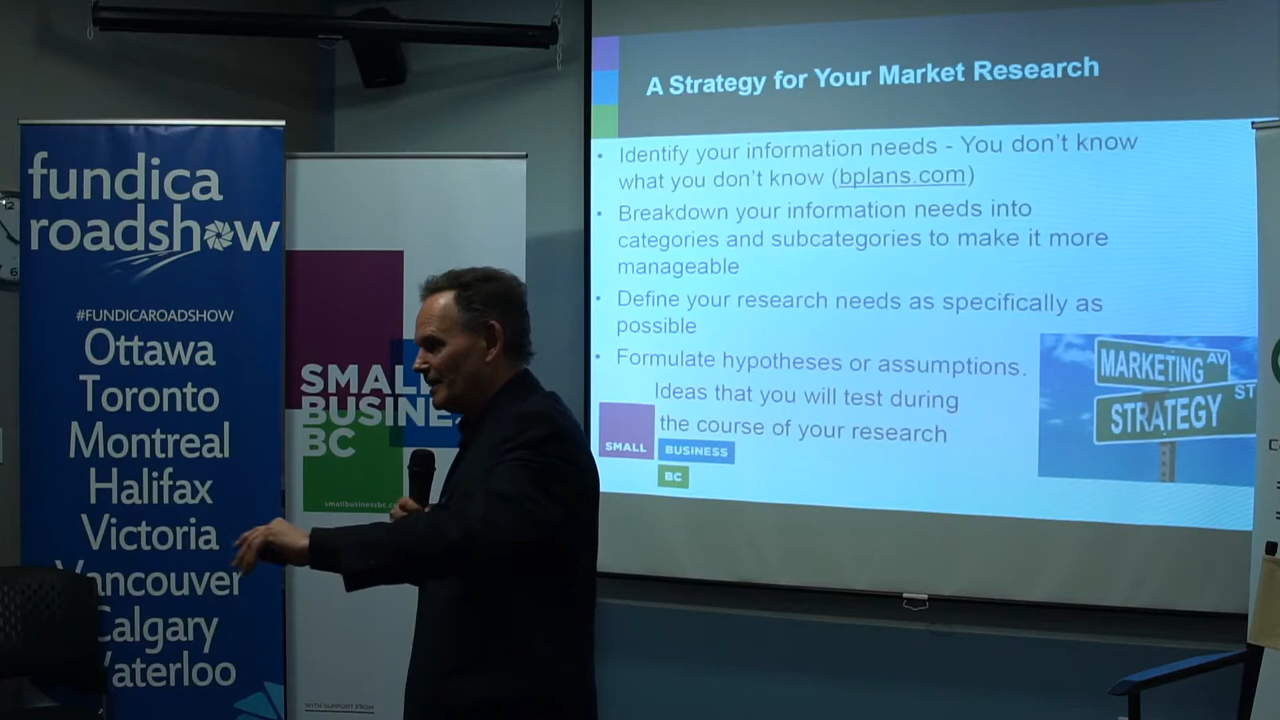 fundica
roadshow
#FUNDICAROADSHOW
Ottawa
Toronto
Montreal
Halifax
Victoria
Vancouver
Calgary
SMALL
BC
WITH SUPPORT FROM
A Strategy for Your Market Research
• Identify your information needs - You don't know
what you don't know (bplans.com)
• Breakdown your information needs into
categories and subcategories to make it more
manageable
• Define your research needs as specifically as
possible
• Formulate hypotheses or assumptions.
Ideas that you will test during
the course of your research
SMALL
BUSINESS
BC
MARKETING AV
STRATEGY ST